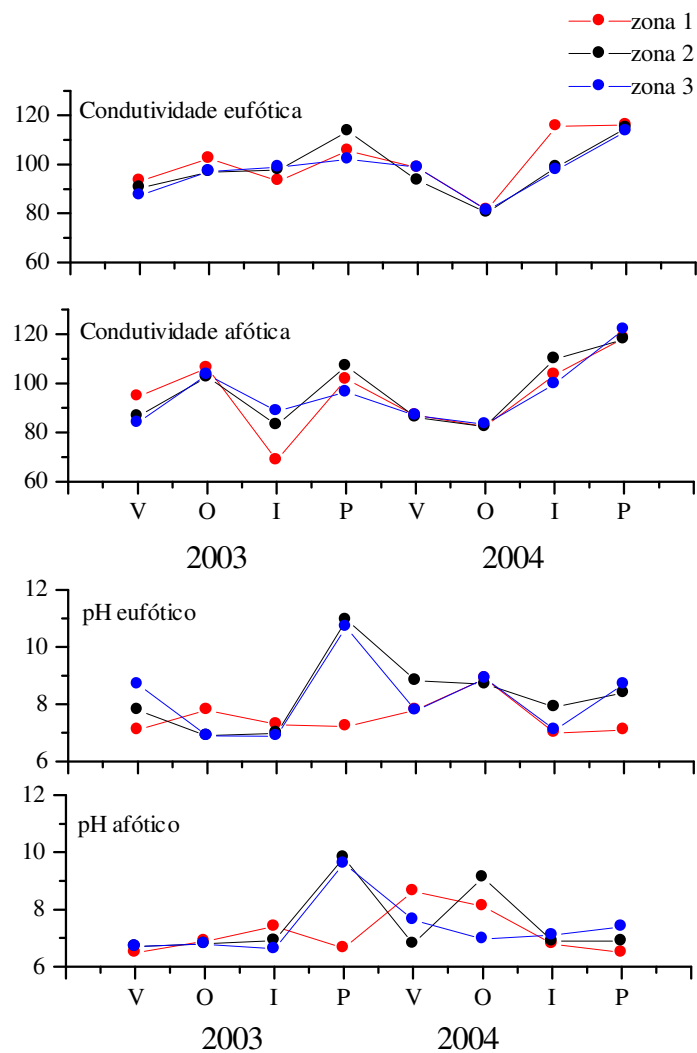 zona 1
zona 2
zona 3
Condutividade eufótica
120
100
80
60
Condutividade afótica
120
100
80
60
V O I P V O I P
2003 2004
pH eufótico
12
10
8
6
pH afótico
12
10
8
6
V O I P V O I P
2003 2004